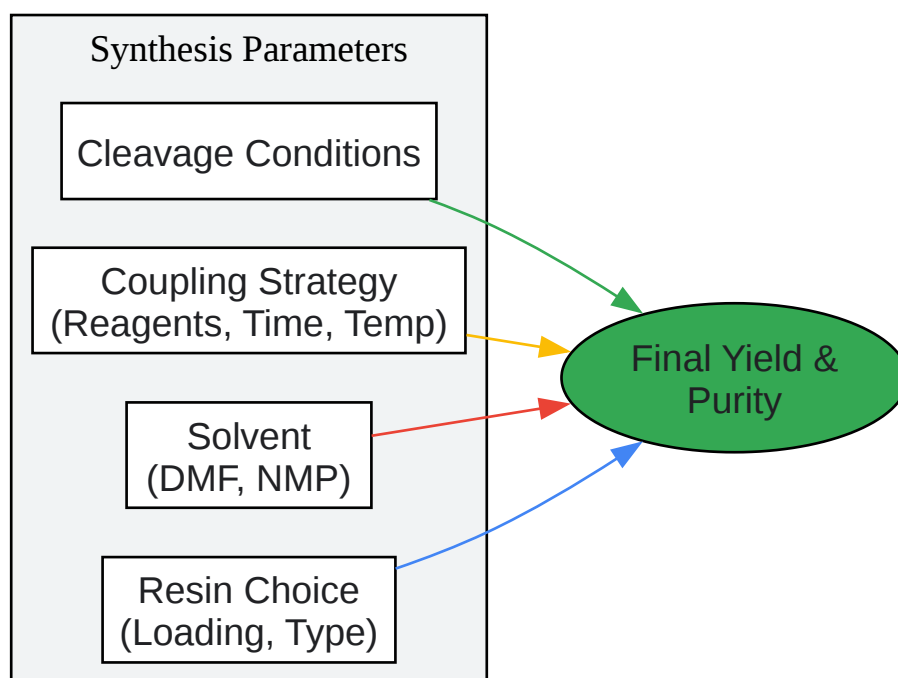 Synthesis Parameters
Cleavage Conditions
Coupling Strategy
(Reagents, Time, Temp)
Solvent
(DMF, NMP)
Resin Choice
(Loading, Type)
Final Yield &
Purity